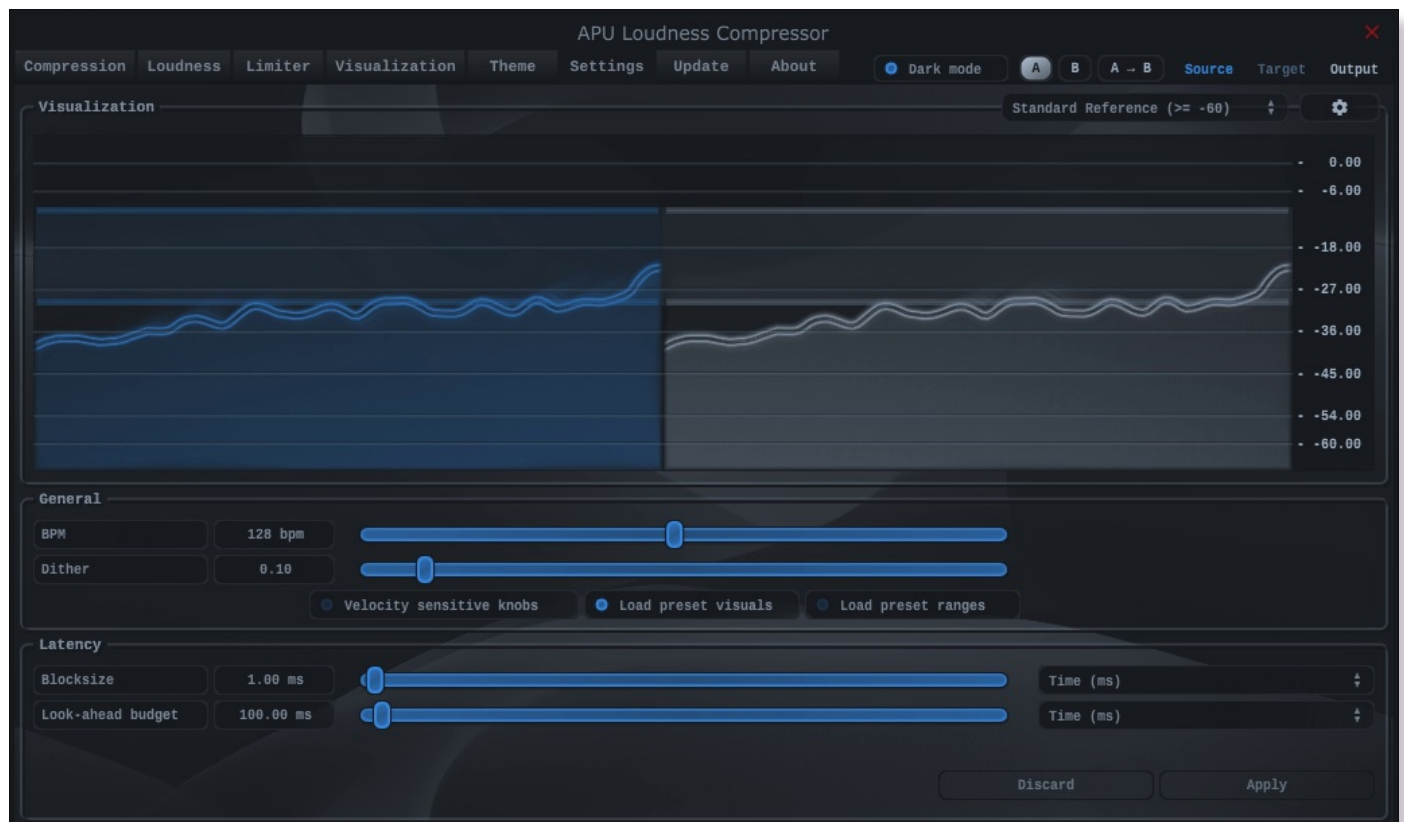 APU Loudness Compressor
Compression Loudness Limiter Visualization Theme Settings Update About Dark mode A B A → B Source Target Output
Visualization Standard Reference (>= -60)
- 0.00
- -6.00
- -18.00
- -27.00
- -36.00
- -45.00
- -54.00
- -60.00
General
BPM 128 bpm
Dither 0.10
Velocity sensitive knobs Load preset visuals Load preset ranges
Latency
Blocksize 1.00 ms Time (ms)
Look-ahead budget 100.00 ms Time (ms)
Discard Apply